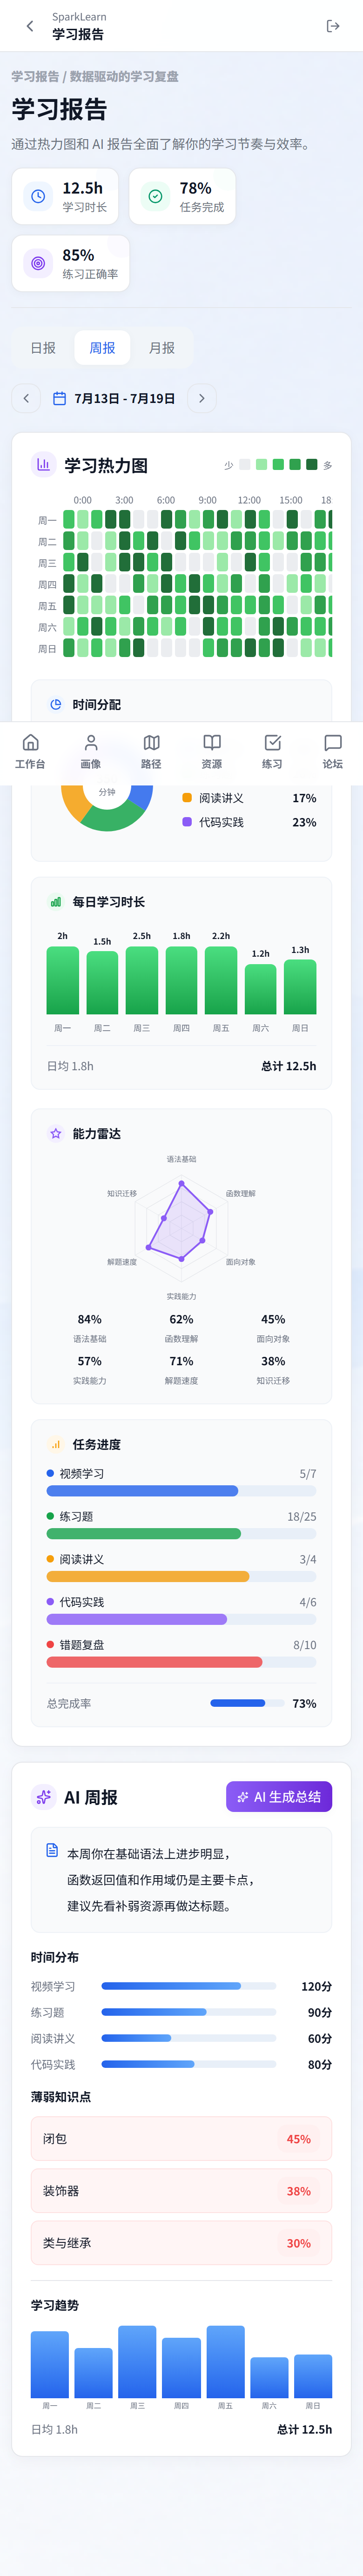 SparkLearn
学习报告
学习报告 / 数据驱动的学习复盘
学习报告
通过热力图和 AI 报告全面了解你的学习节奏与效率。
12.5h
学习时长
78%
任务完成
85%
练习正确率
日报 周报 月报
7月13日 - 7月19日
学习热力图
少 多
0:00 3:00 6:00 9:00 12:00 15:00 18
周一
周二
周三
周四
周五
周六
周日
时间分配
工作台 画像 路径 资源 练习 论坛
分钟
阅读讲义 17%
代码实践 23%
每日学习时长
2h 1.5h 2.5h 1.8h 2.2h 1.2h 1.3h
周一 周二 周三 周四 周五 周六 周日
日均 1.8h 总计 12.5h
能力雷达
语法基础
知识迁移 函数理解
解题速度 面向对象
实践能力
84% 62% 45%
语法基础 函数理解 面向对象
57% 71% 38%
实践能力 解题速度 知识迁移
任务进度
视频学习 5/7
练习题 18/25
阅读讲义 3/4
代码实践 4/6
错题复盘 8/10
总完成率 73%
AI 周报
AI 生成总结
本周你在基础语法上进步明显，
函数返回值和作用域仍是主要卡点，
建议先看补弱资源再做达标题。
时间分布
视频学习 120分
练习题 90分
阅读讲义 60分
代码实践 80分
薄弱知识点
闭包 45%
装饰器 38%
类与继承 30%
学习趋势
周一 周二 周三 周四 周五 周六 周日
日均 1.8h 总计 12.5h